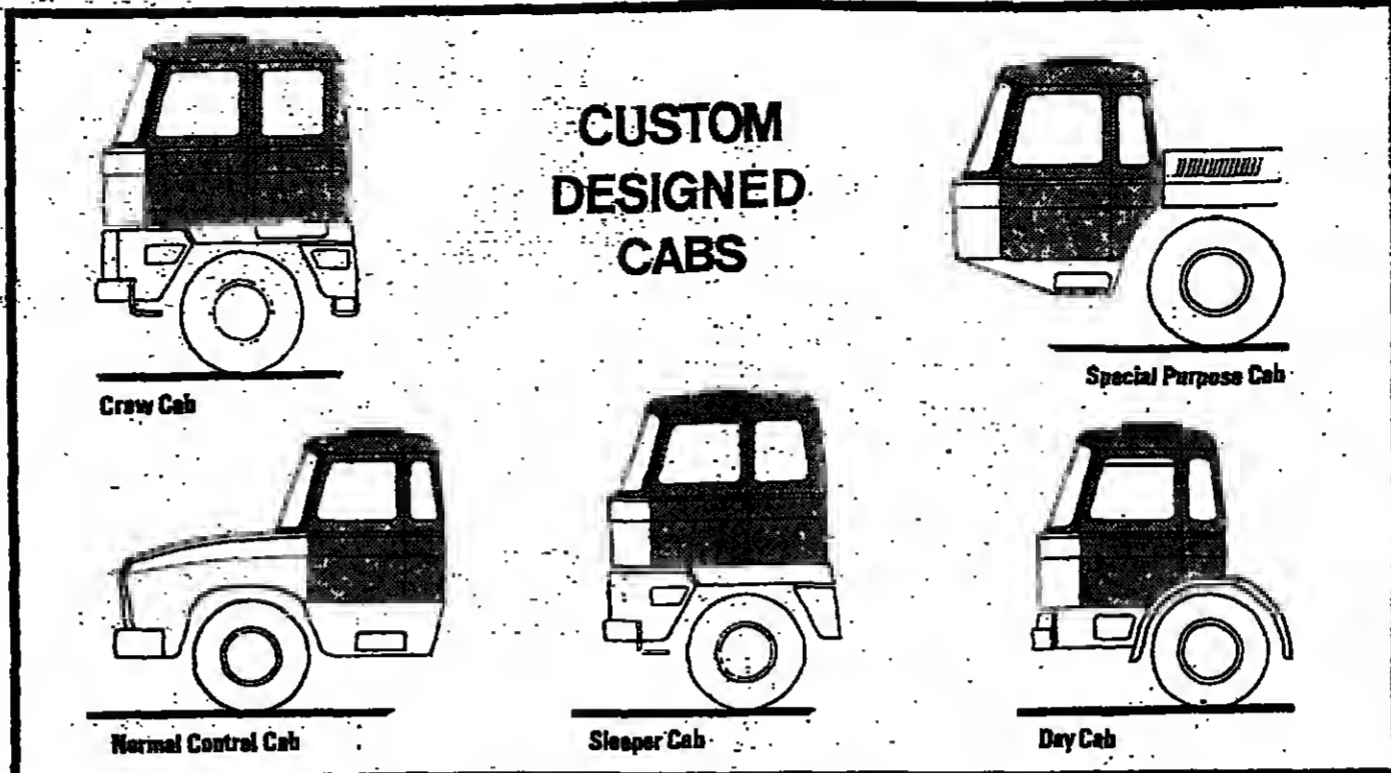 CUSTOM
DESIGNED
CABS
Crew Cab
Special Purpose Cab
Normal Control Cab
Sleeper Cab
Day Cab